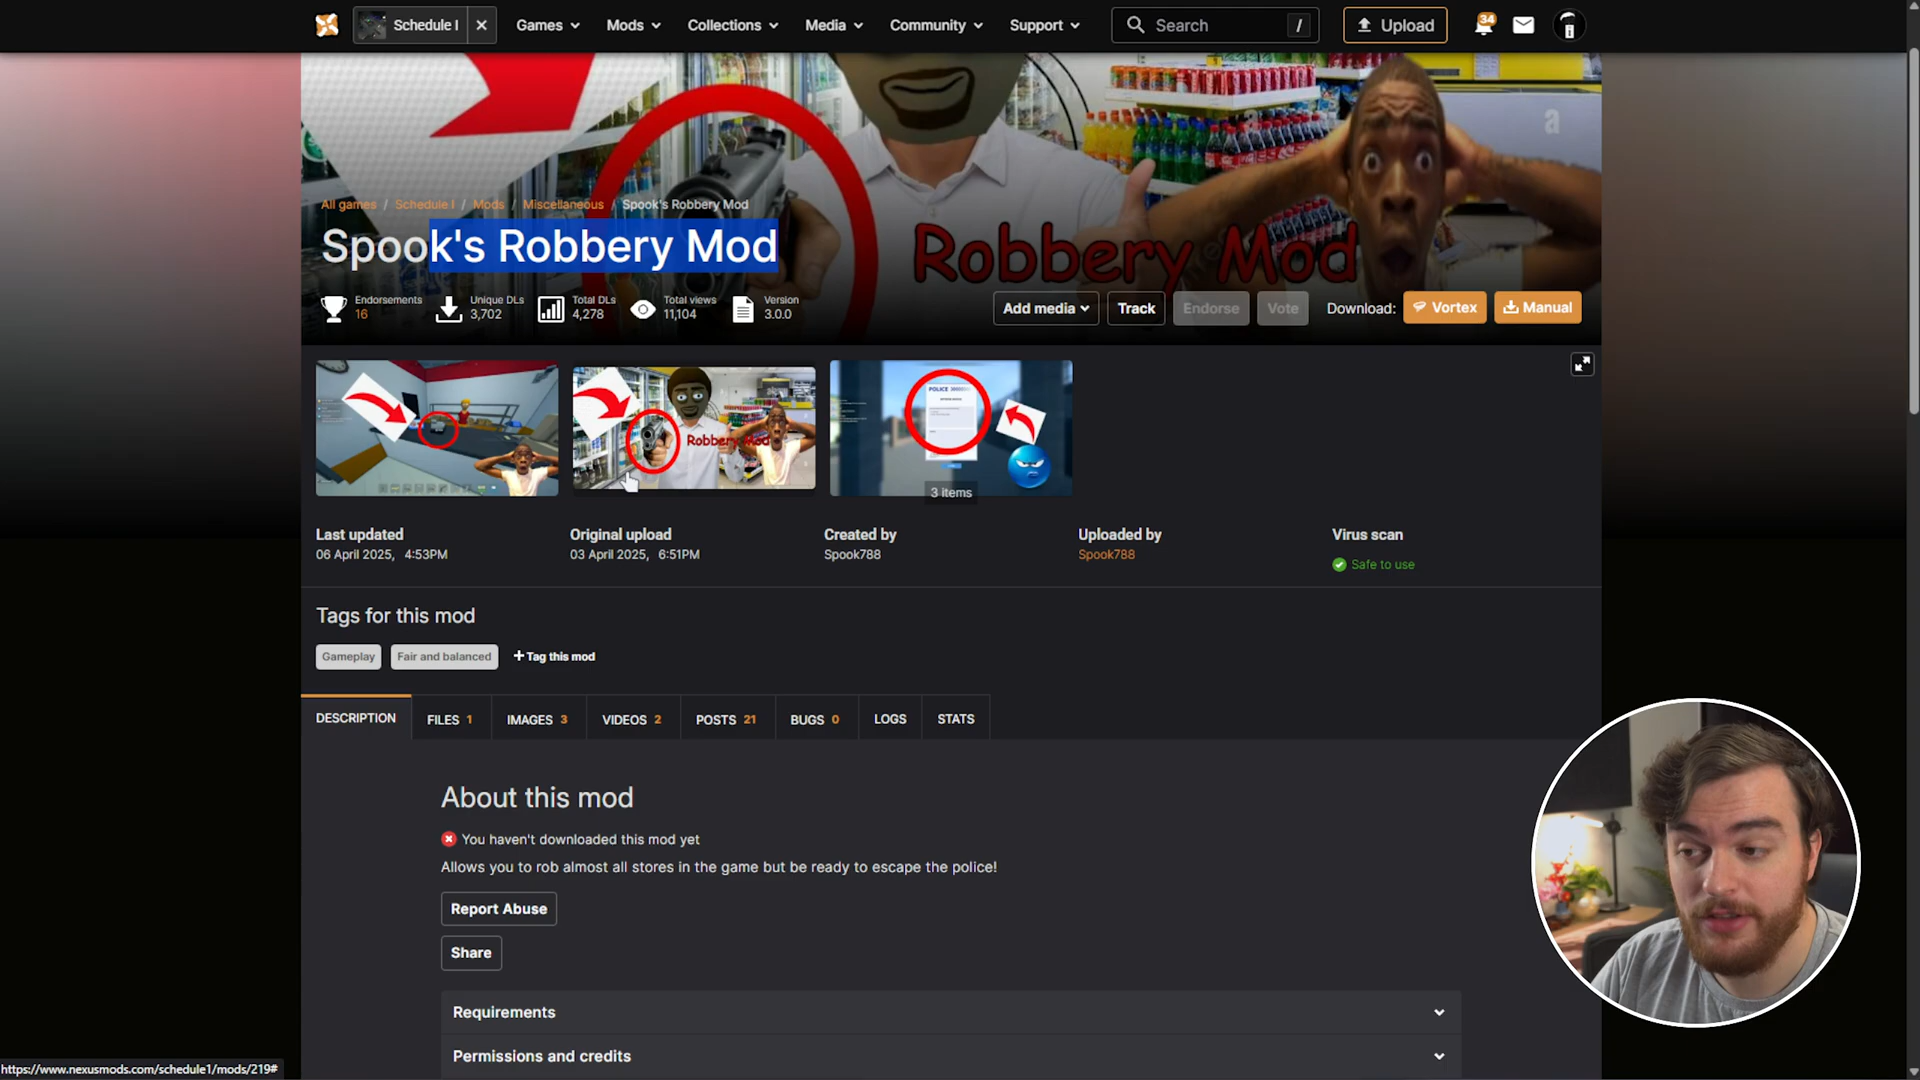 Schedule I
Games
Mods
Collections
Media
Community
Support
Search
/
Upload
34
a
a
All games / Schedule I / Mods / Miscellaneous / Spook's Robbery Mod
Spook's Robbery Mod
Robbery Mod
Endorsements
16
Unique DLs
3,702
Total DLs
4,278
Total views
11,104
Version
3.0.0
Add media
Track
Endorse
Vote
Download:
Vortex
Manual
Robbery Mod
POLICE
3 items
Last updated
06 April 2025, 4:53PM
Original upload
03 April 2025, 6:51PM
Created by
Spook788
Uploaded by
Spook788
Virus scan
Safe to use
Tags for this mod
Gameplay
Fair and balanced
+ Tag this mod
DESCRIPTION
FILES 1
IMAGES 3
VIDEOS 2
POSTS 21
BUGS 0
LOGS
STATS
About this mod
You haven't downloaded this mod yet
Allows you to rob almost all stores in the game but be ready to escape the police!
Report Abuse
Share
Requirements
Permissions and credits
https://www.nexusmods.com/schedule1/mods/219#